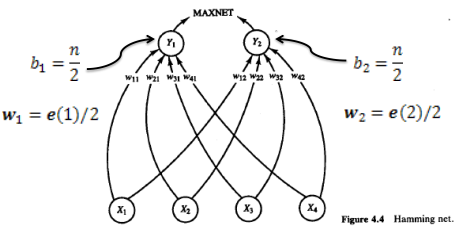 MAXNET
b₁ = n/2
Y₁
Y₂
b₂ = n/2
w₁₁ w₂₁ w₃₁ w₄₁
w₁₂ w₂₂ w₃₂ w₄₂
w₁ = e(1)/2
w₂ = e(2)/2
X₁
X₂
X₃
X₄
Figure 4.4 Hamming net.